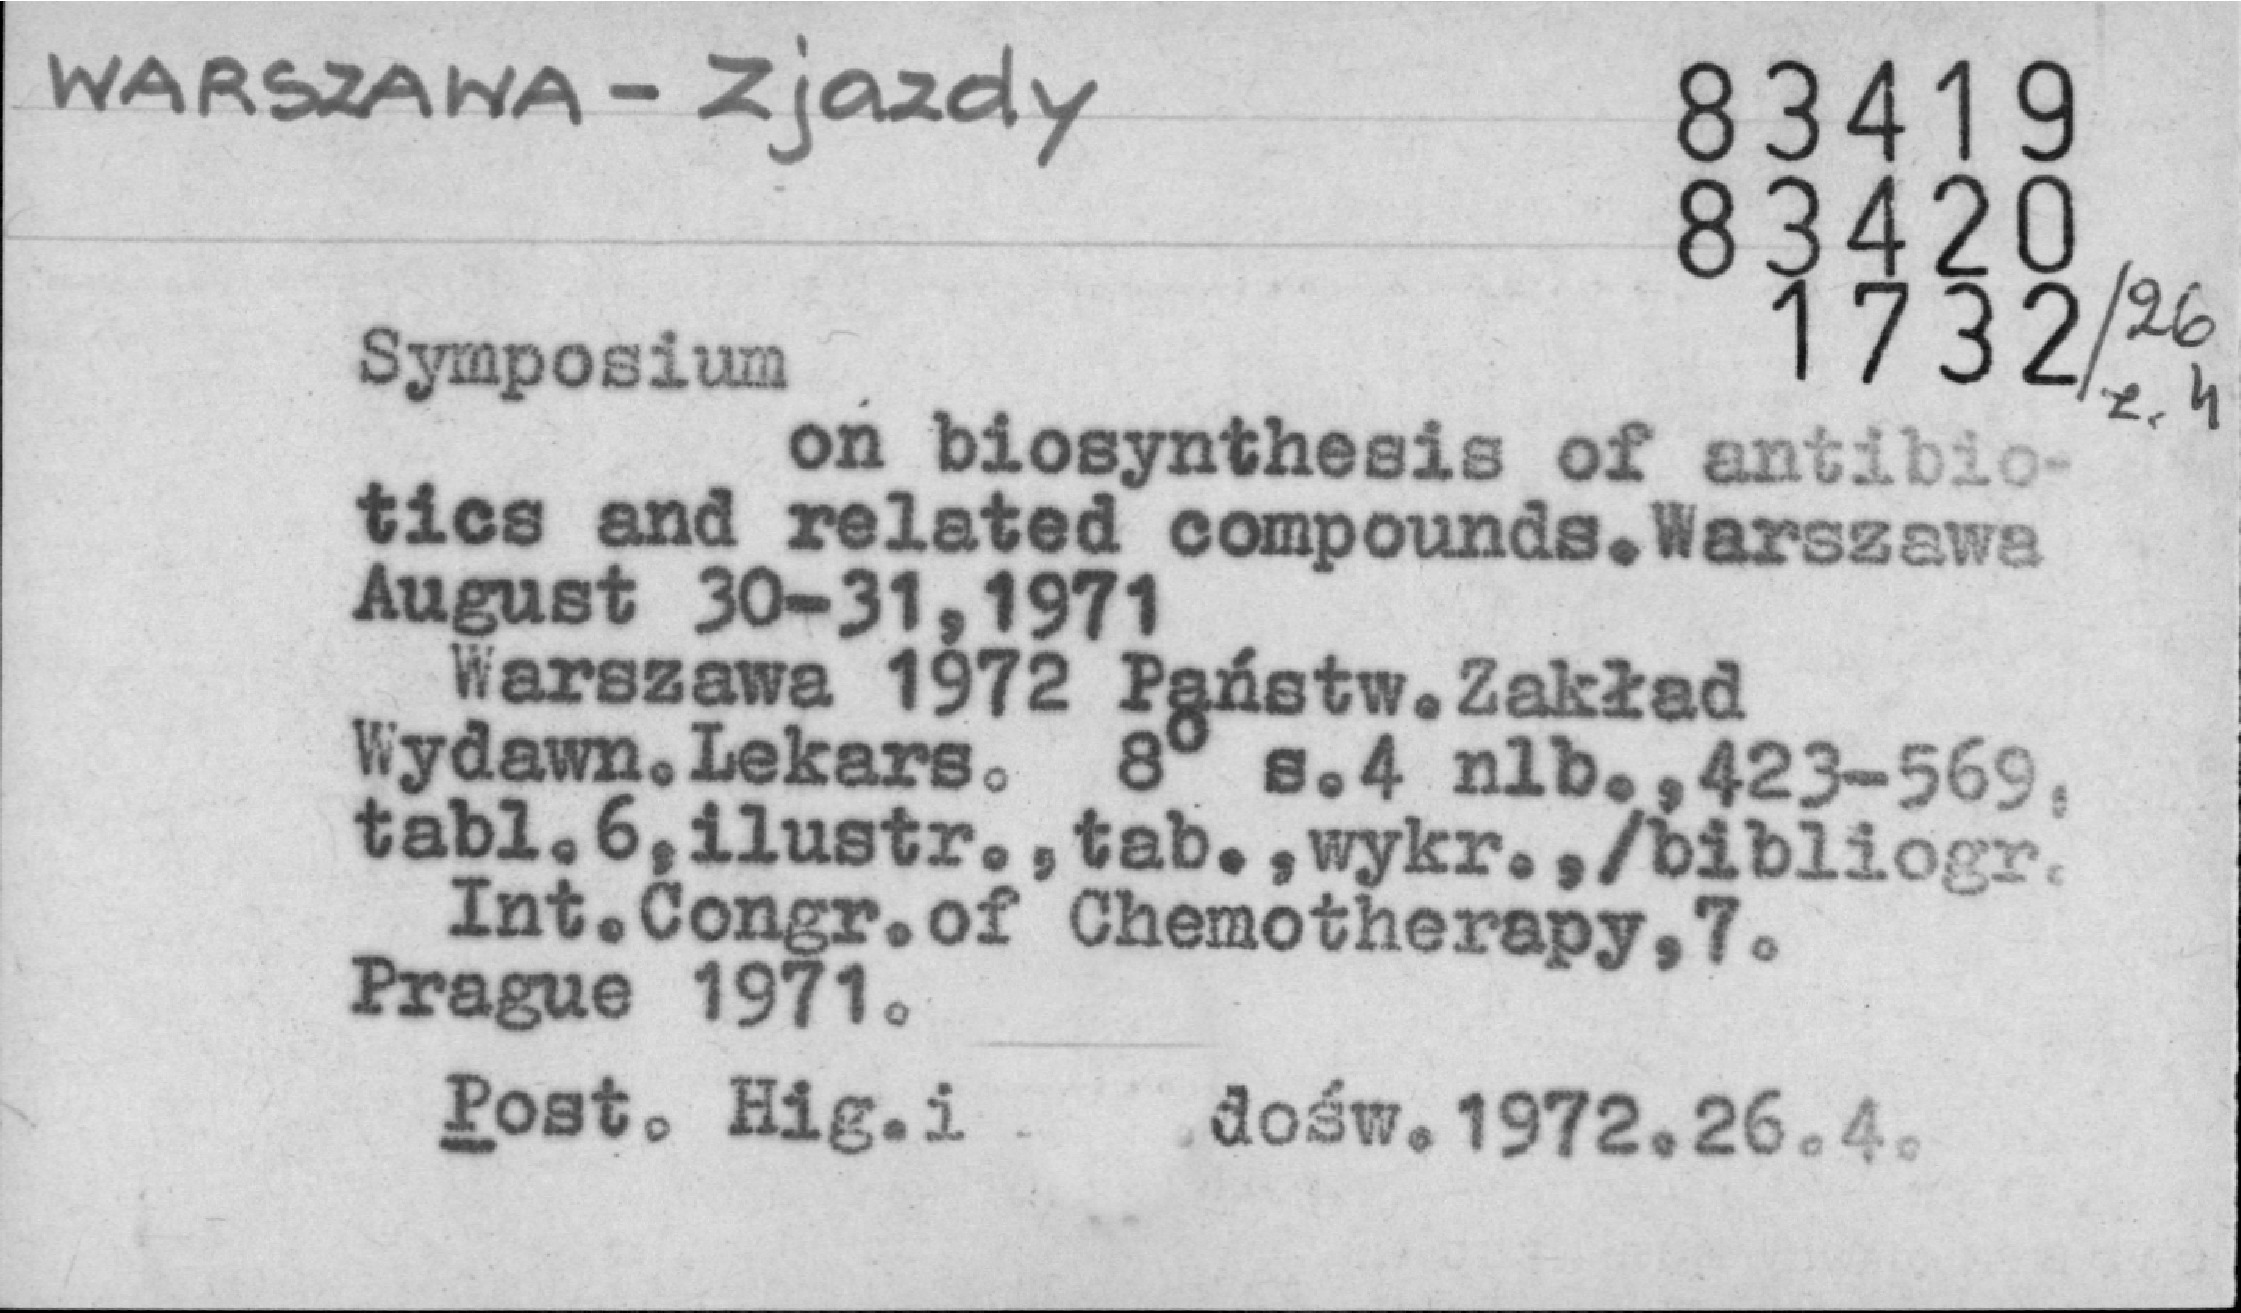 WARSZAWA - Zjazdy
83419
83420
1732/26
z. 4
Symposium
on biosynthesis of antibio-
tics and related compounds.Warszawa
August 30-31,1971
Warszawa 1972 Państw.Zakład
Wydawn.Lekars. 8° s.4 nlb.,423-569,
tabl.6,ilustr.,tab.,wykr.,/bibliogr.
Int.Congr.of Chemotherapy,7.
Prague 1971.
Post. Hig.i dośw.1972.26.4.